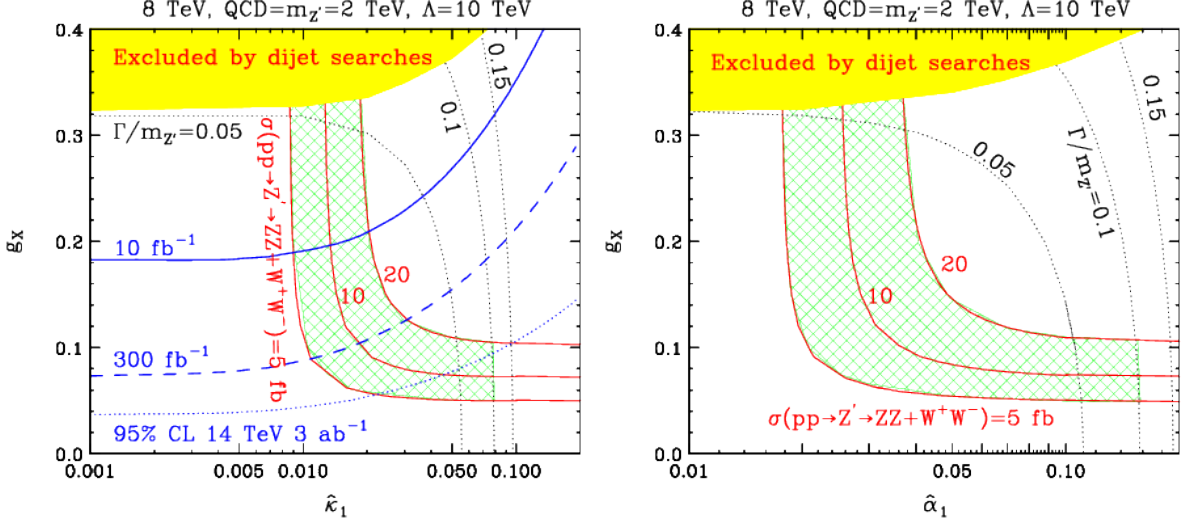 8 TeV, QCD=m_Z'=2 TeV, Λ=10 TeV
0.4
0.3
0.2
0.1
0.0
g_X
Excluded by dijet searches
Γ/m_Z'=0.05
0.1
0.15
σ(pp→Z'→ZZ+W⁺W⁻)=5 fb
10 fb⁻¹
20
10
300 fb⁻¹
95% CL 14 TeV 3 ab⁻¹
0.001 0.005 0.010 0.050 0.100
κ̂₁
8 TeV, QCD=m_Z'=2 TeV, Λ=10 TeV
0.4
0.3
0.2
0.1
0.0
g_X
Excluded by dijet searches
0.05
Γ/m_Z'=0.1
0.15
20
10
σ(pp→Z'→ZZ+W⁺W⁻)=5 fb
0.01 0.05 0.10
α̂₁